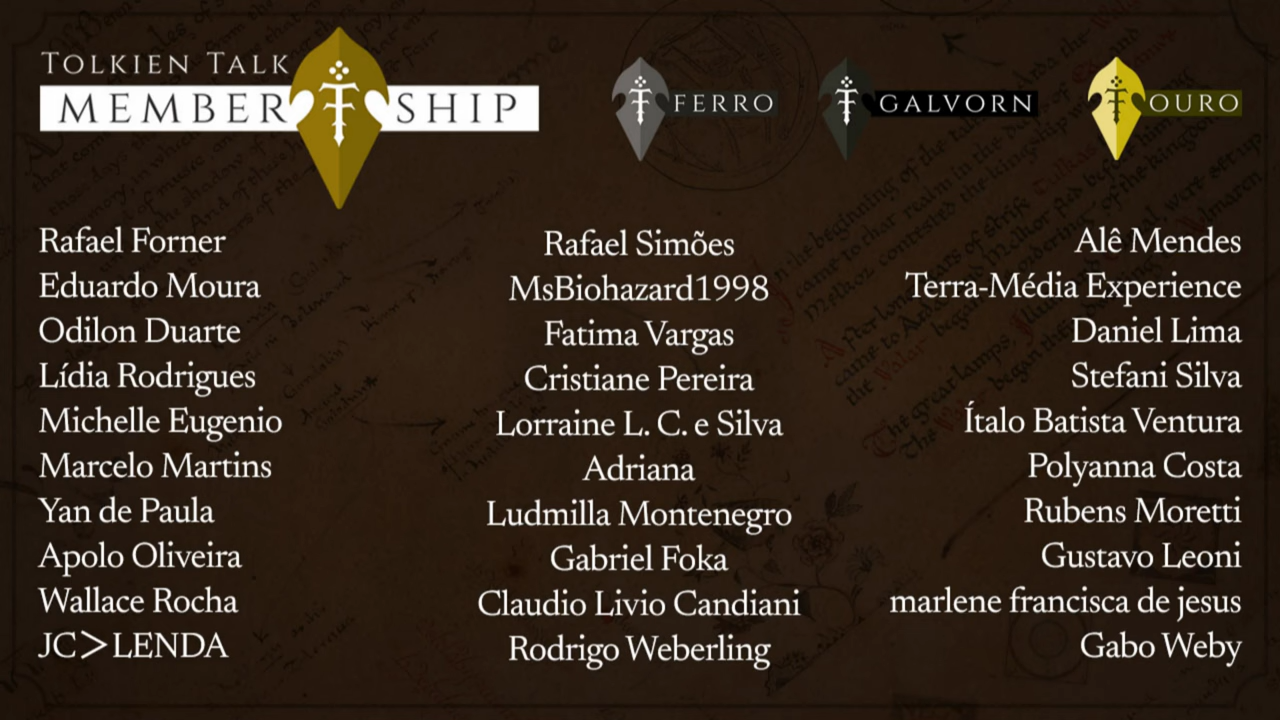 TOLKIEN TALK
MEMBERSHIP
FERRO
GALVORN
OURO
Rafael Forner
Eduardo Moura
Odilon Duarte
Lídia Rodrigues
Michelle Eugenio
Marcelo Martins
Yan de Paula
Apolo Oliveira
Wallace Rocha
JC>LENDA
Rafael Simões
MsBiohazard1998
Fatima Vargas
Cristiane Pereira
Lorraine L. C. e Silva
Adriana
Ludmilla Montenegro
Gabriel Foka
Claudio Livio Candiani
Rodrigo Weberling
Alê Mendes
Terra-Média Experience
Daniel Lima
Stefani Silva
Ítalo Batista Ventura
Polyanna Costa
Rubens Moretti
Gustavo Leoni
marlene francisca de jesus
Gabo Weby